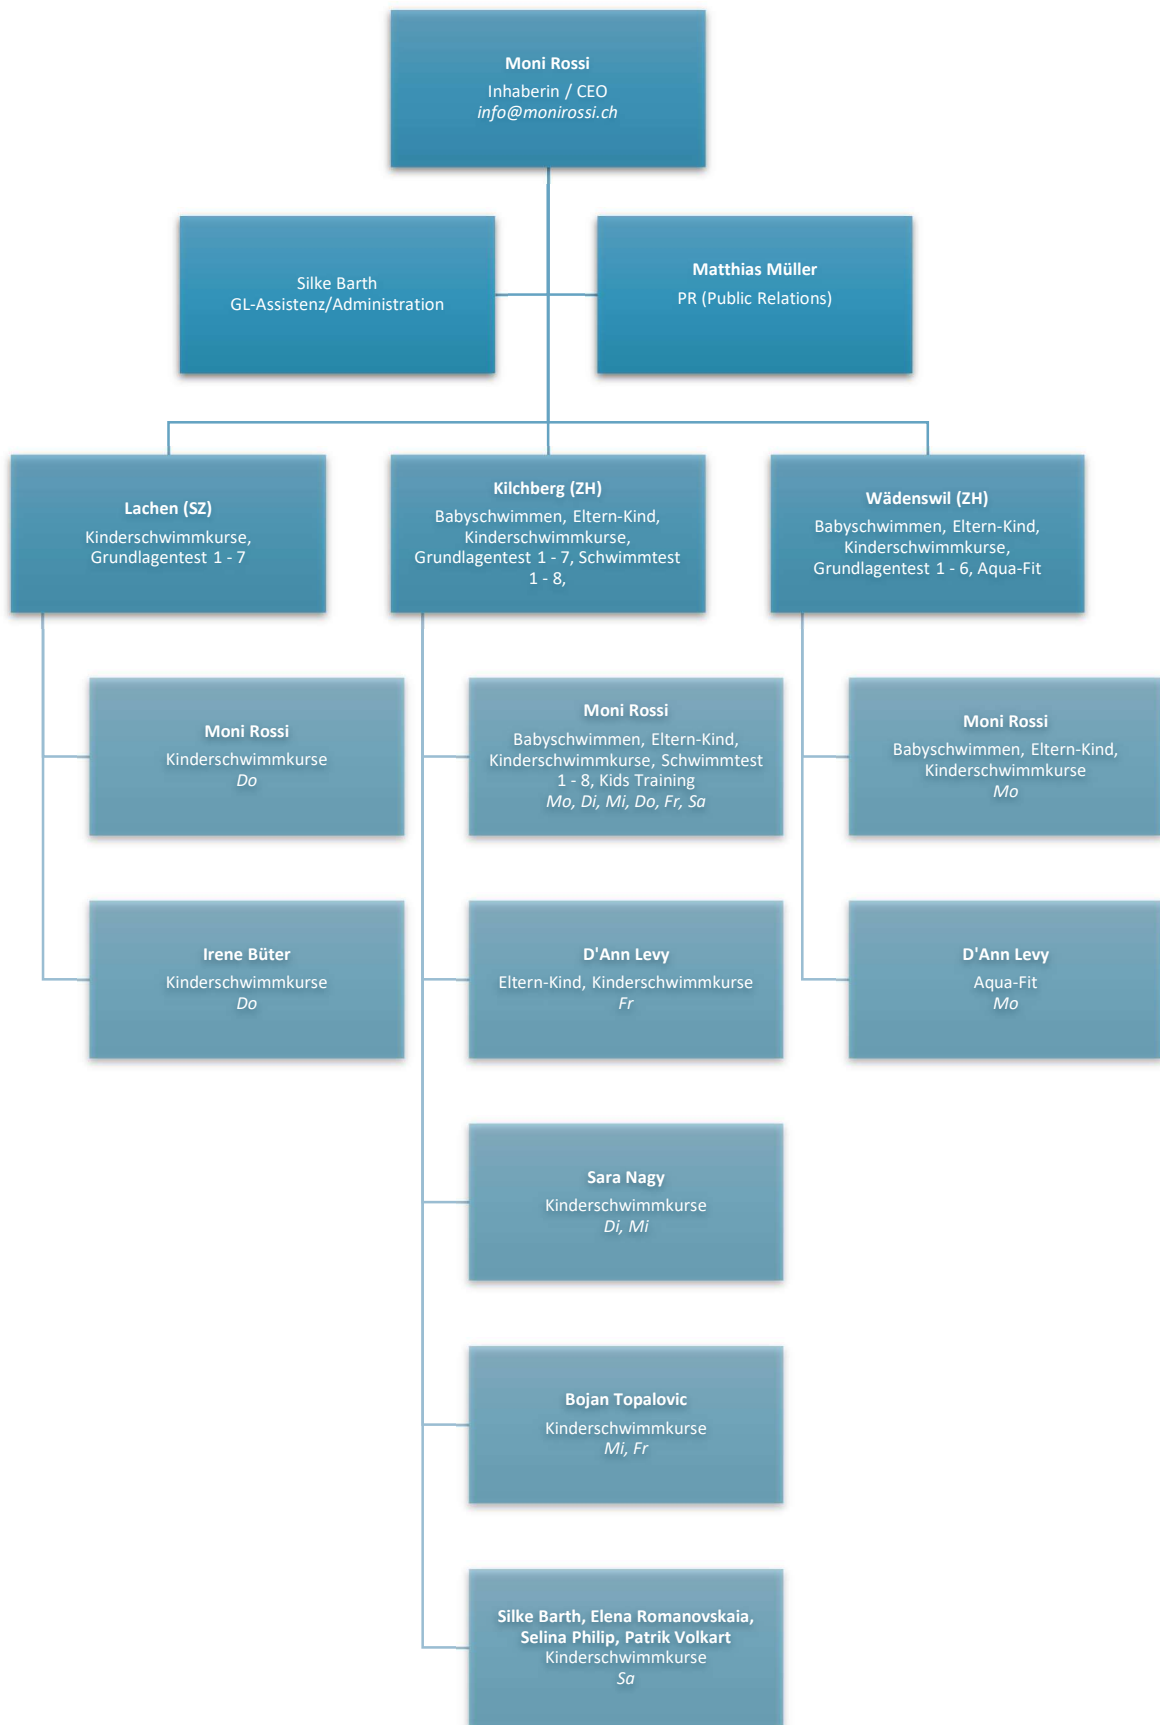 Moni Rossi
Inhaberin / CEO
info@monirossi.ch
Silke Barth
GL-Assistenz/Administration
Matthias Müller
PR (Public Relations)
Lachen (SZ)
Kinderschwimmkurse,
Grundlagentest 1 - 7
Kilchberg (ZH)
Babyschwimmen, Eltern-Kind,
Kinderschwimmkurse,
Grundlagentest 1 - 7, Schwimmtest
1 - 8,
Wädenswil (ZH)
Babyschwimmen, Eltern-Kind,
Kinderschwimmkurse,
Grundlagentest 1 - 6, Aqua-Fit
Moni Rossi
Kinderschwimmkurse
Do
Irene Büter
Kinderschwimmkurse
Do
Moni Rossi
Babyschwimmen, Eltern-Kind,
Kinderschwimmkurse, Schwimmtest
1 - 8, Kids Training
Mo, Di, Mi, Do, Fr, Sa
D'Ann Levy
Eltern-Kind, Kinderschwimmkurse
Fr
Sara Nagy
Kinderschwimmkurse
Di, Mi
Bojan Topalovic
Kinderschwimmkurse
Mi, Fr
Silke Barth, Elena Romanovskaia,
Selina Philip, Patrik Volkart
Kinderschwimmkurse
Sa
Moni Rossi
Babyschwimmen, Eltern-Kind,
Kinderschwimmkurse
Mo
D'Ann Levy
Aqua-Fit
Mo